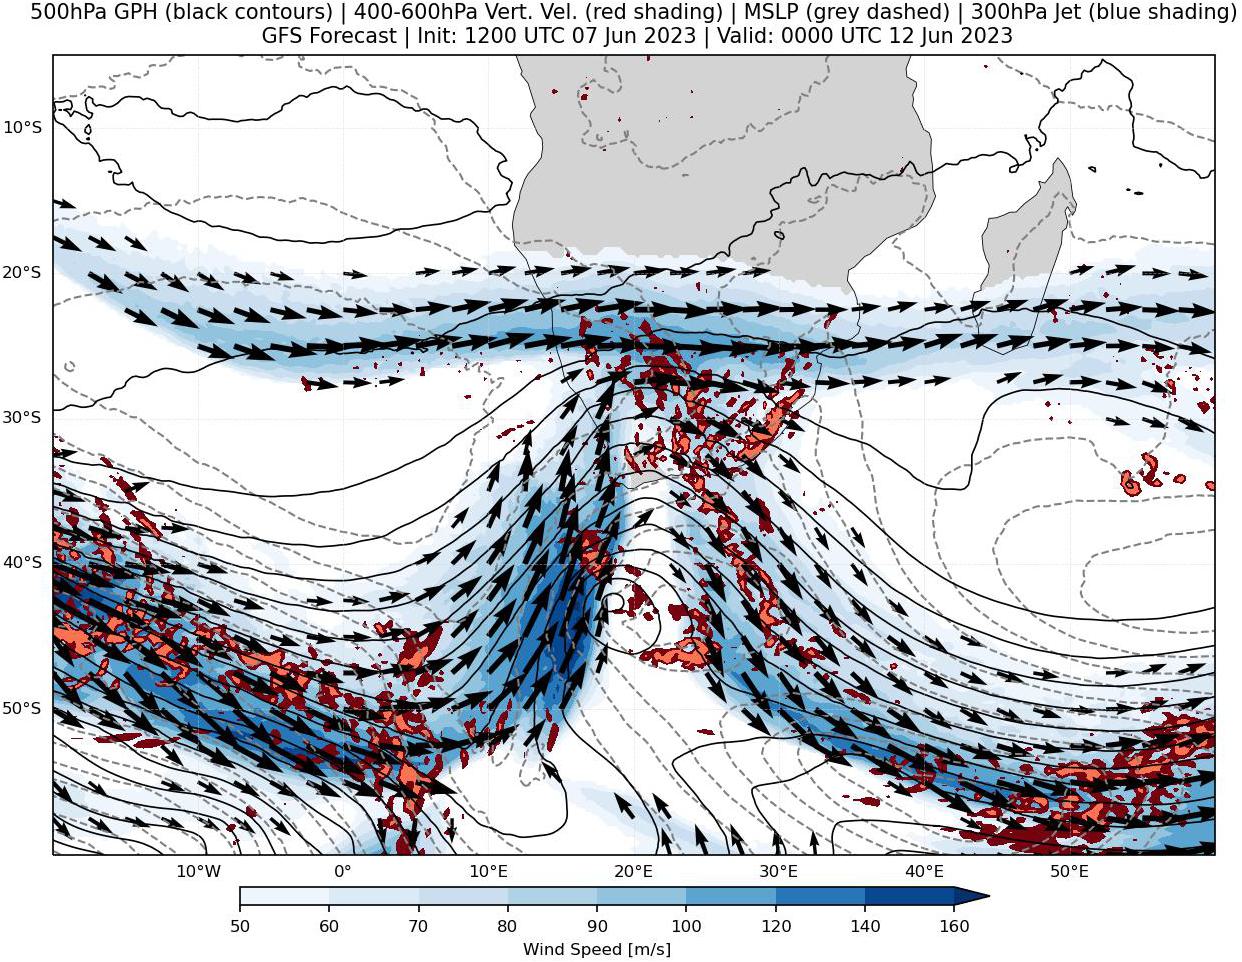 500hPa GPH (black contours) | 400-600hPa Vert. Vel. (red shading) | MSLP (grey dashed) | 300hPa Jet (blue shading)
GFS Forecast | Init: 1200 UTC 07 Jun 2023 | Valid: 0000 UTC 12 Jun 2023
10°S
20°S
30°S
40°S
50°S
10°W 0° 10°E 20°E 30°E 40°E 50°E
50 60 70 80 90 100 120 140 160
Wind Speed [m/s]